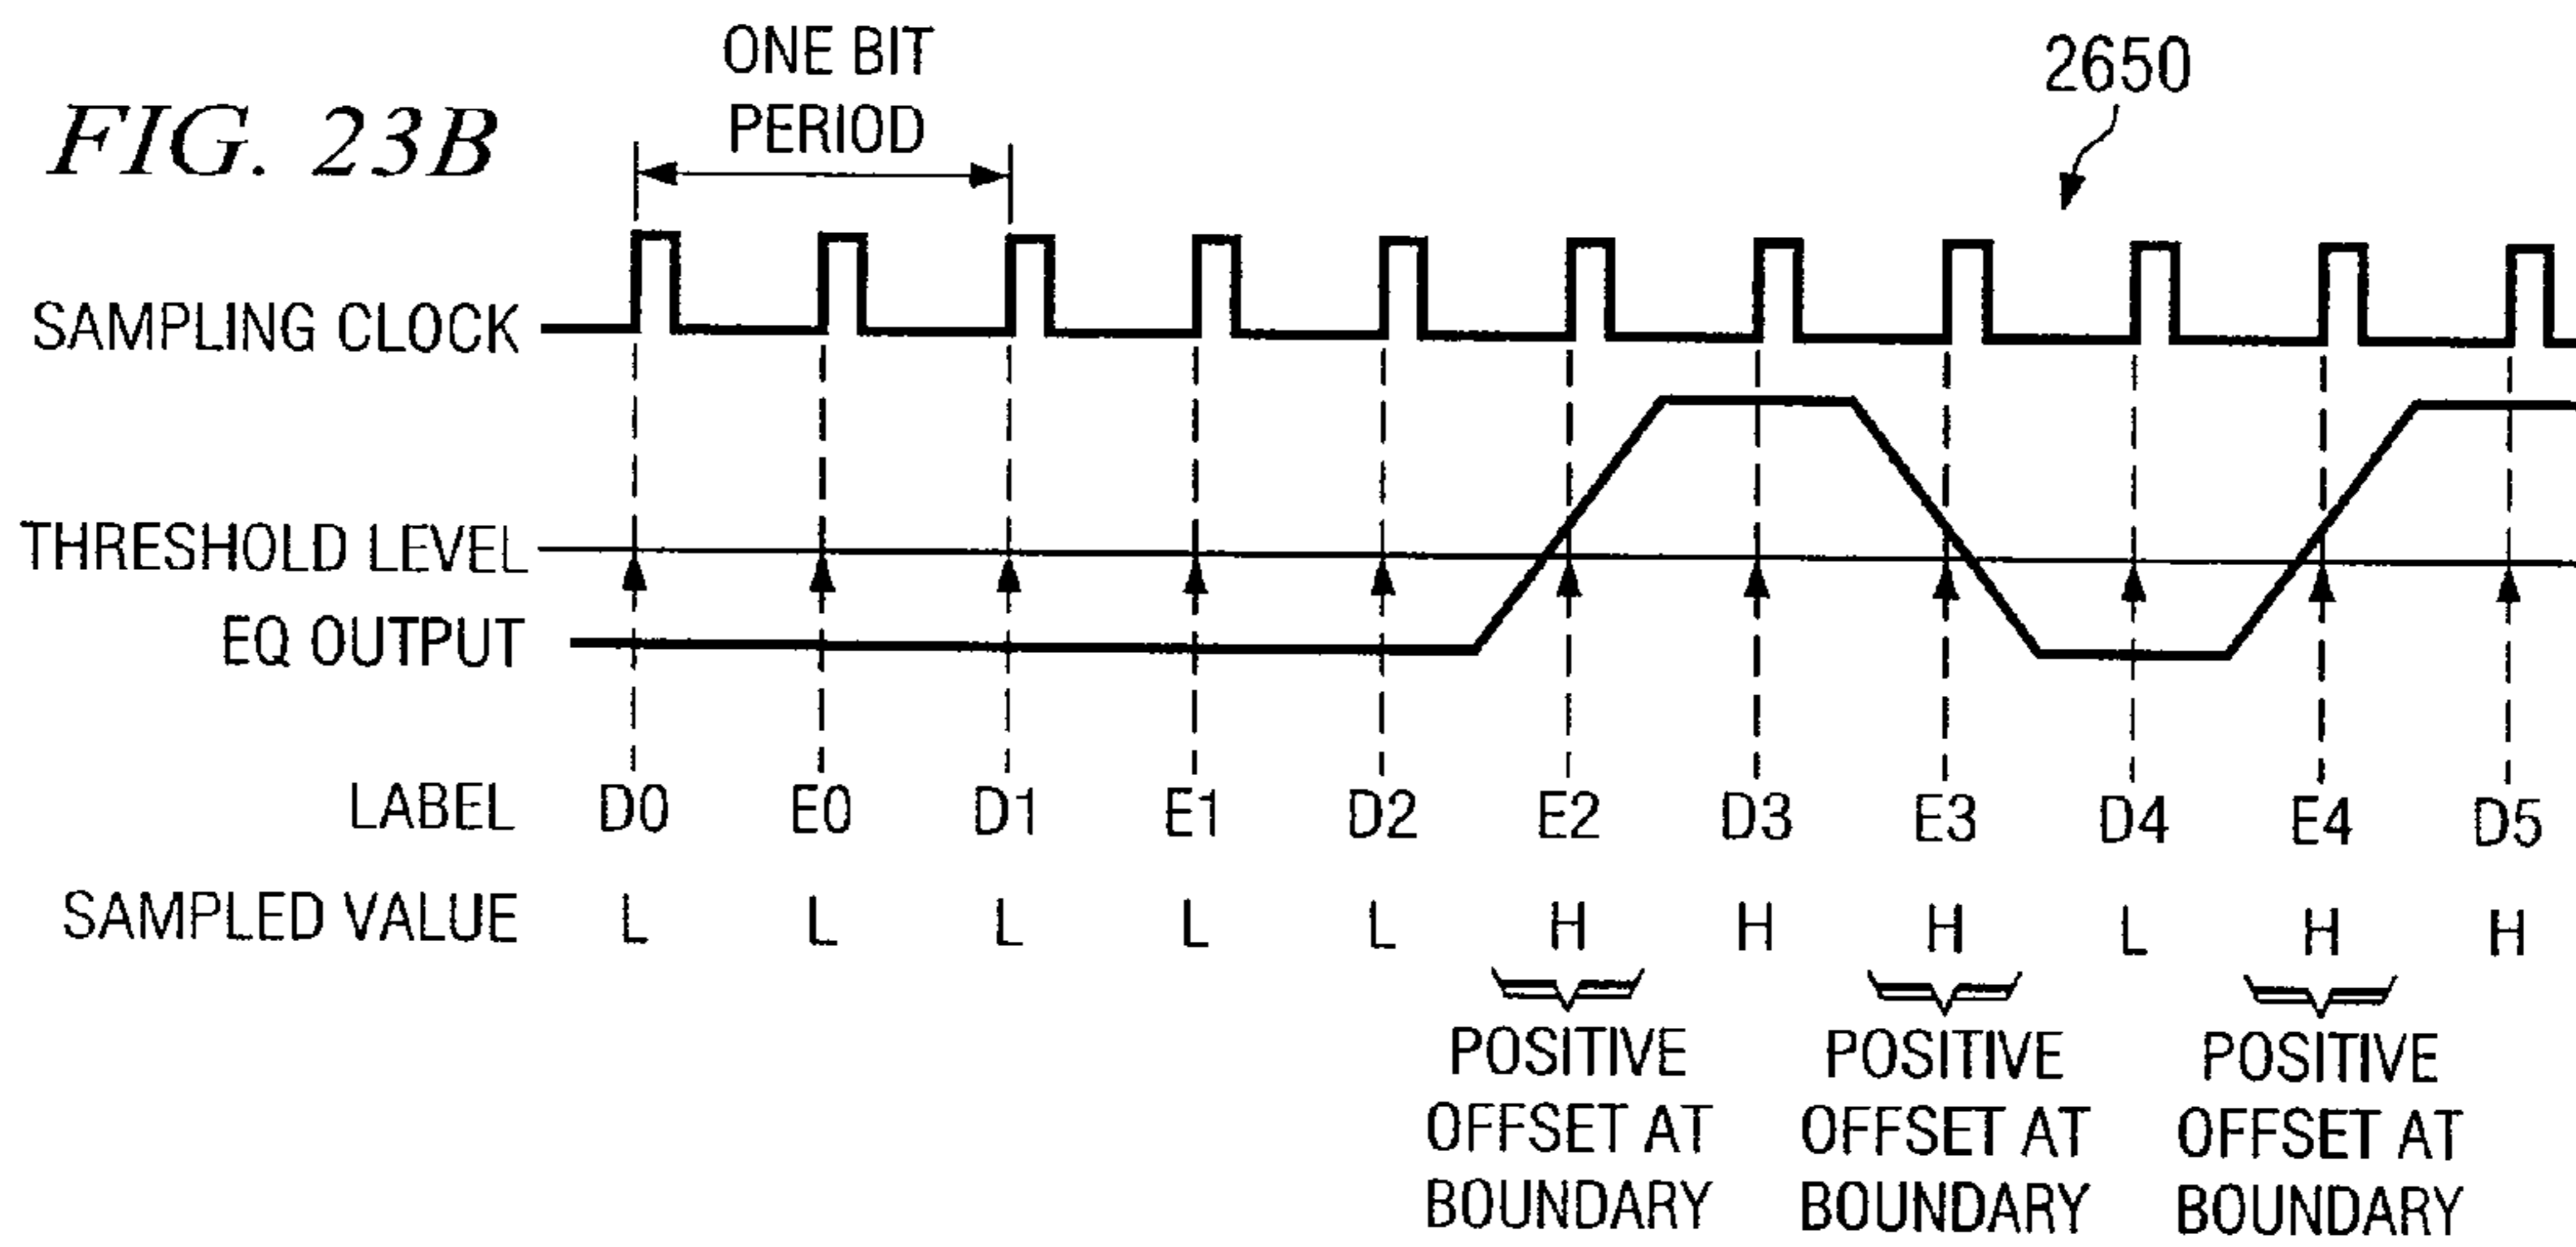 FIG. 23B
ONE BIT
PERIOD
2650
SAMPLING CLOCK
THRESHOLD LEVEL
EQ OUTPUT
LABEL D0 E0 D1 E1 D2 E2 D3 E3 D4 E4 D5
SAMPLED VALUE L L L L L H H H L H H
POSITIVE POSITIVE POSITIVE
OFFSET AT OFFSET AT OFFSET AT
BOUNDARY BOUNDARY BOUNDARY